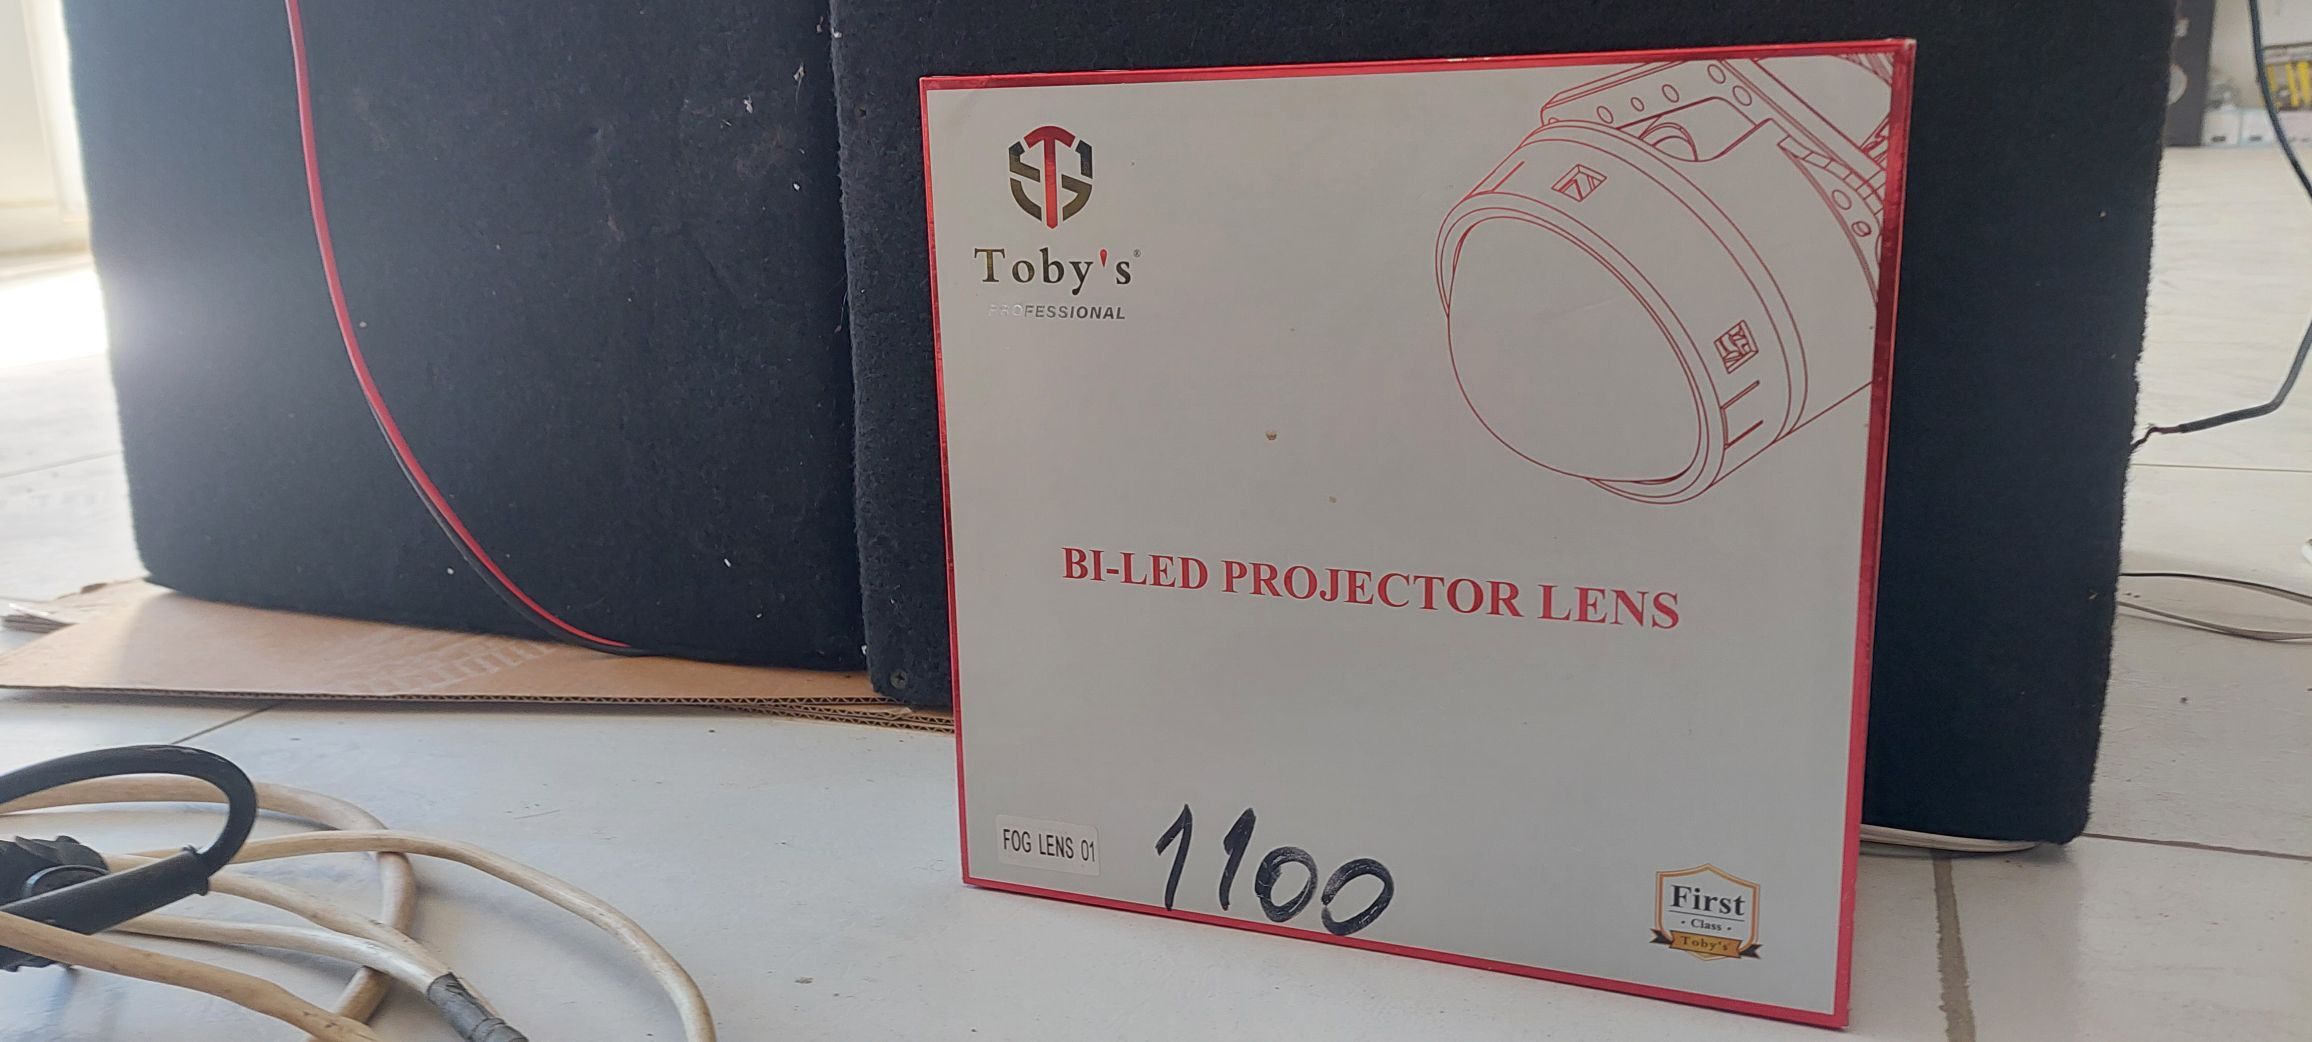 Toby's®
PROFESSIONAL
BI-LED PROJECTOR LENS
FOG LENS 01
1100
First
• Class •
Toby's